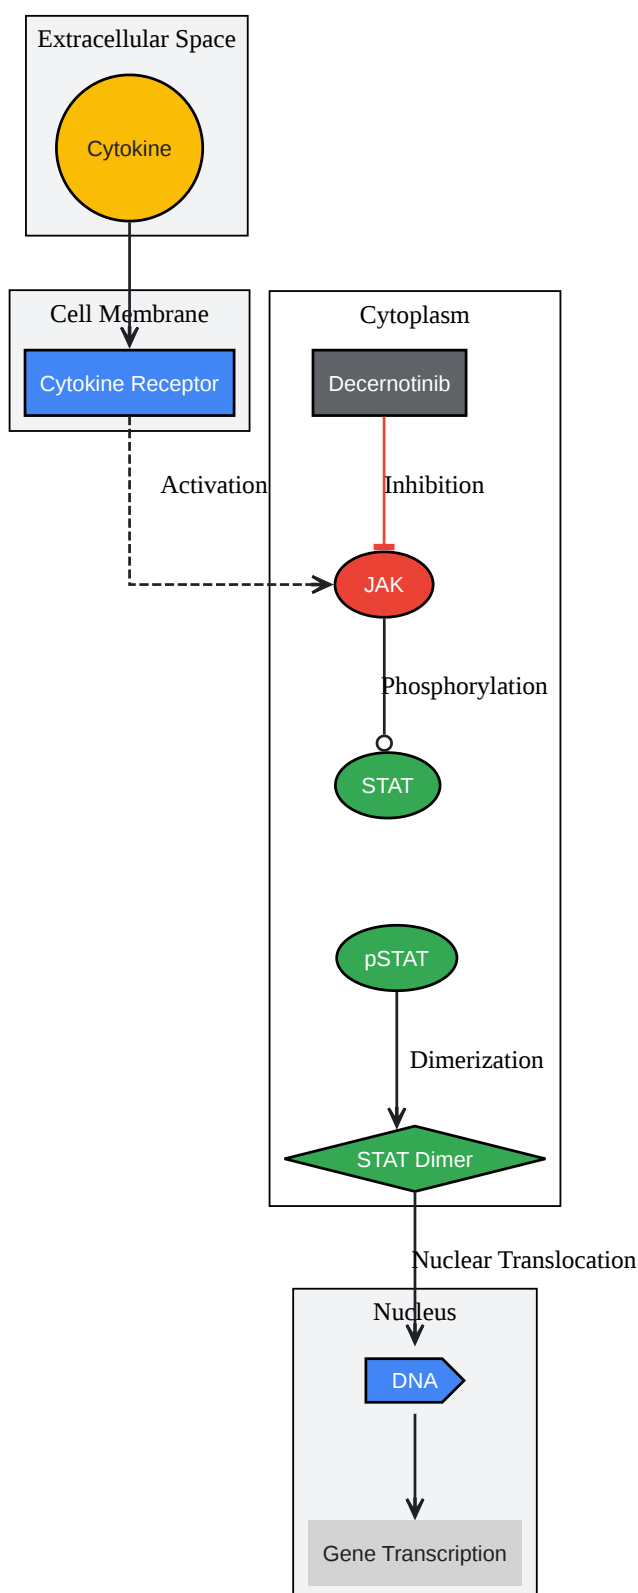 Extracellular Space
Cytokine
Cell Membrane
Cytokine Receptor
Cytoplasm
Decernotinib
Activation
Inhibition
JAK
Phosphorylation
STAT
pSTAT
Dimerization
STAT Dimer
Nuclear Translocation
Nucleus
DNA
Gene Transcription